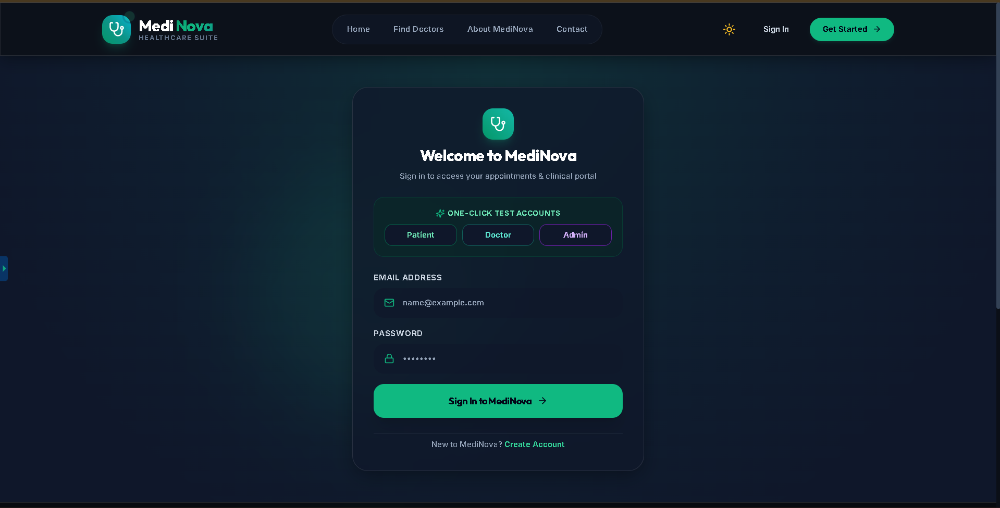 Medi Nova
HEALTHCARE SUITE
Home
Find Doctors
About MediNova
Contact
Sign In
Get Started →
Welcome to MediNova
Sign in to access your appointments & clinical portal
ONE-CLICK TEST ACCOUNTS
Patient
Doctor
Admin
EMAIL ADDRESS
name@example.com
PASSWORD
••••••••
Sign In to MediNova →
New to MediNova? Create Account